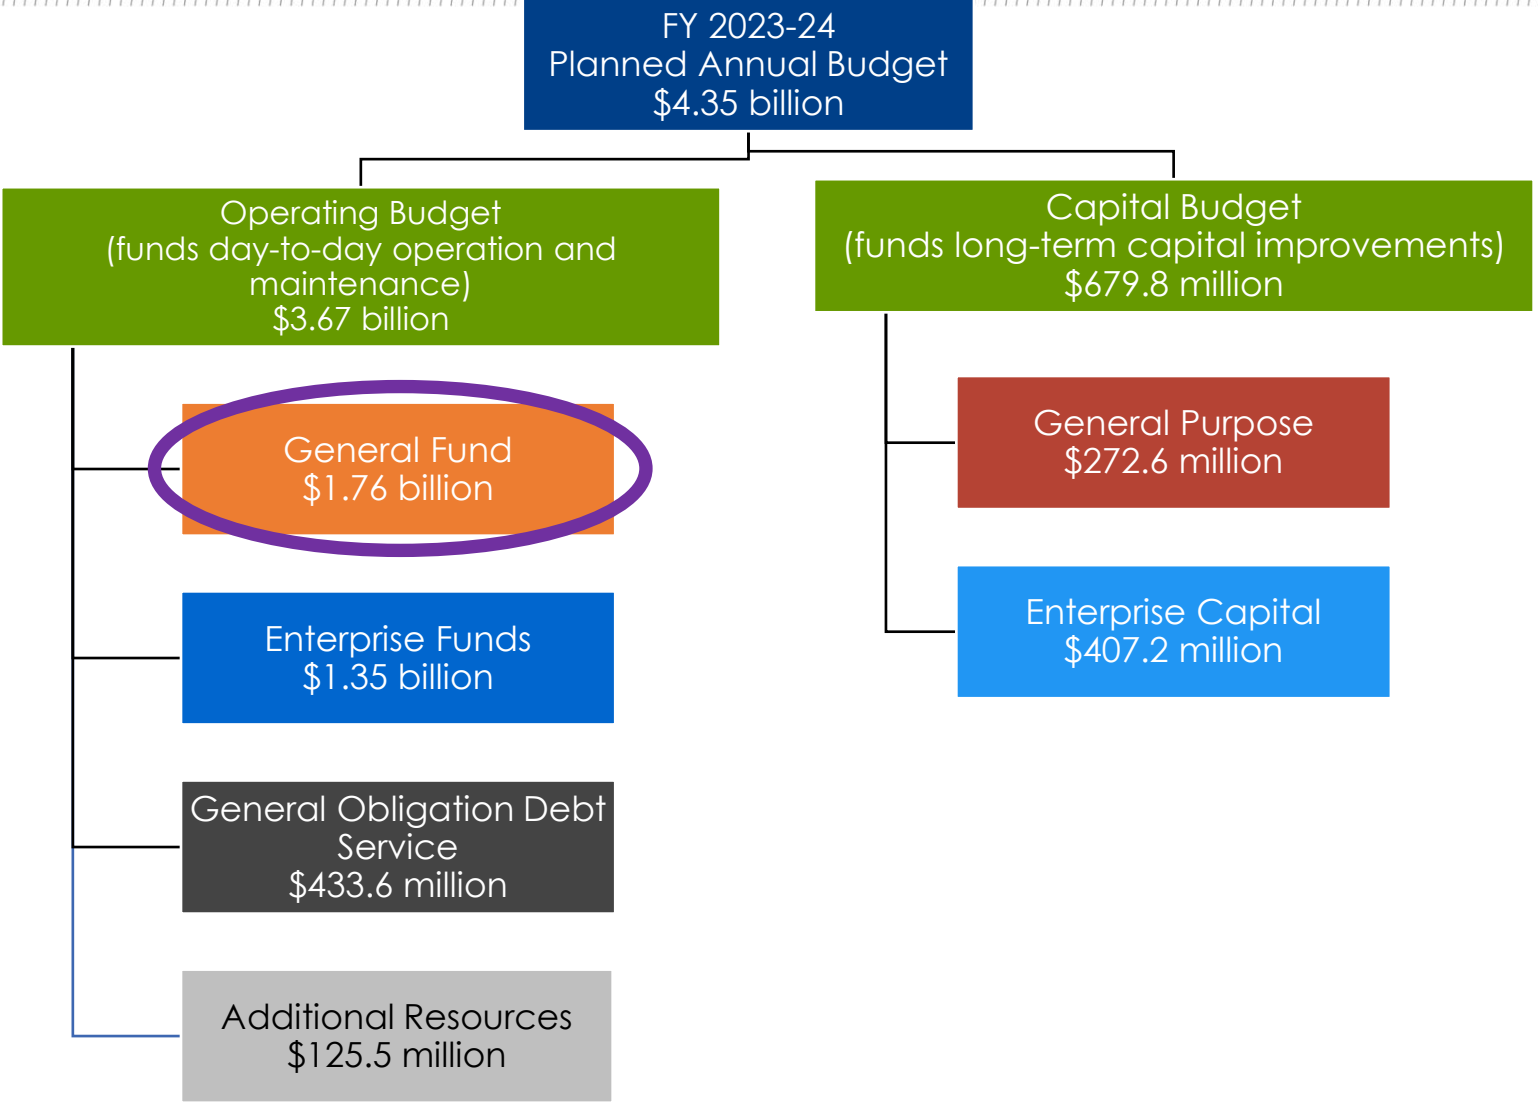 FY 2023-24
Planned Annual Budget
$4.35 billion
Operating Budget
(funds day-to-day operation and
maintenance)
$3.67 billion
Capital Budget
(funds long-term capital improvements)
$679.8 million
General Fund
$1.76 billion
Enterprise Funds
$1.35 billion
General Obligation Debt
Service
$433.6 million
Additional Resources
$125.5 million
General Purpose
$272.6 million
Enterprise Capital
$407.2 million